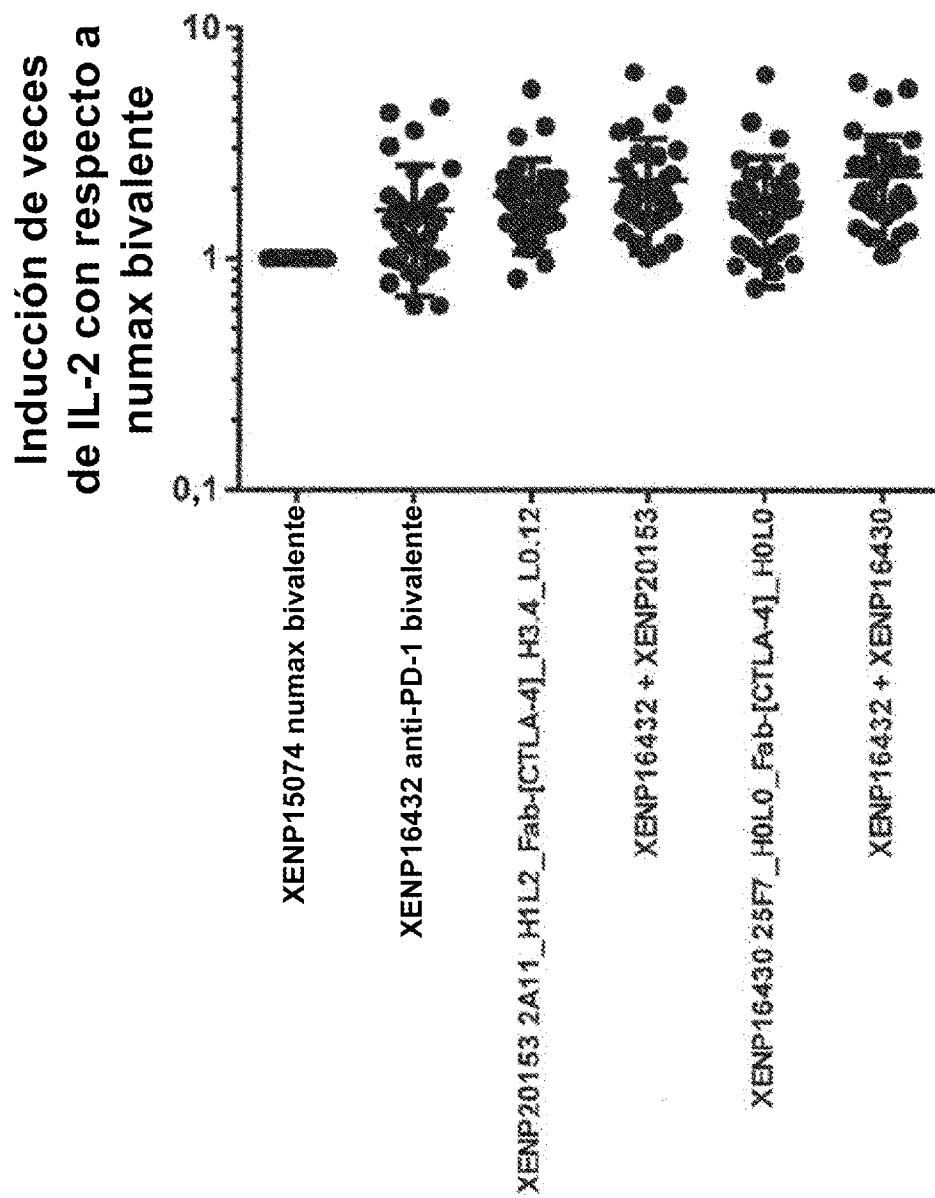 Inducción de veces
de IL-2 con respecto a
numax bivalente
10
1
0,1
XENP15074 numax bivalente
XENP16432 anti-PD-1 bivalente
XENP20153 2A11_H1L2_Fab-[CTLA-4]_H3.4_L0.12
XENP16432 + XENP20153
XENP16430 25F7_H0L0_Fab-[CTLA-4]_H0L0
XENP16432 + XENP16430